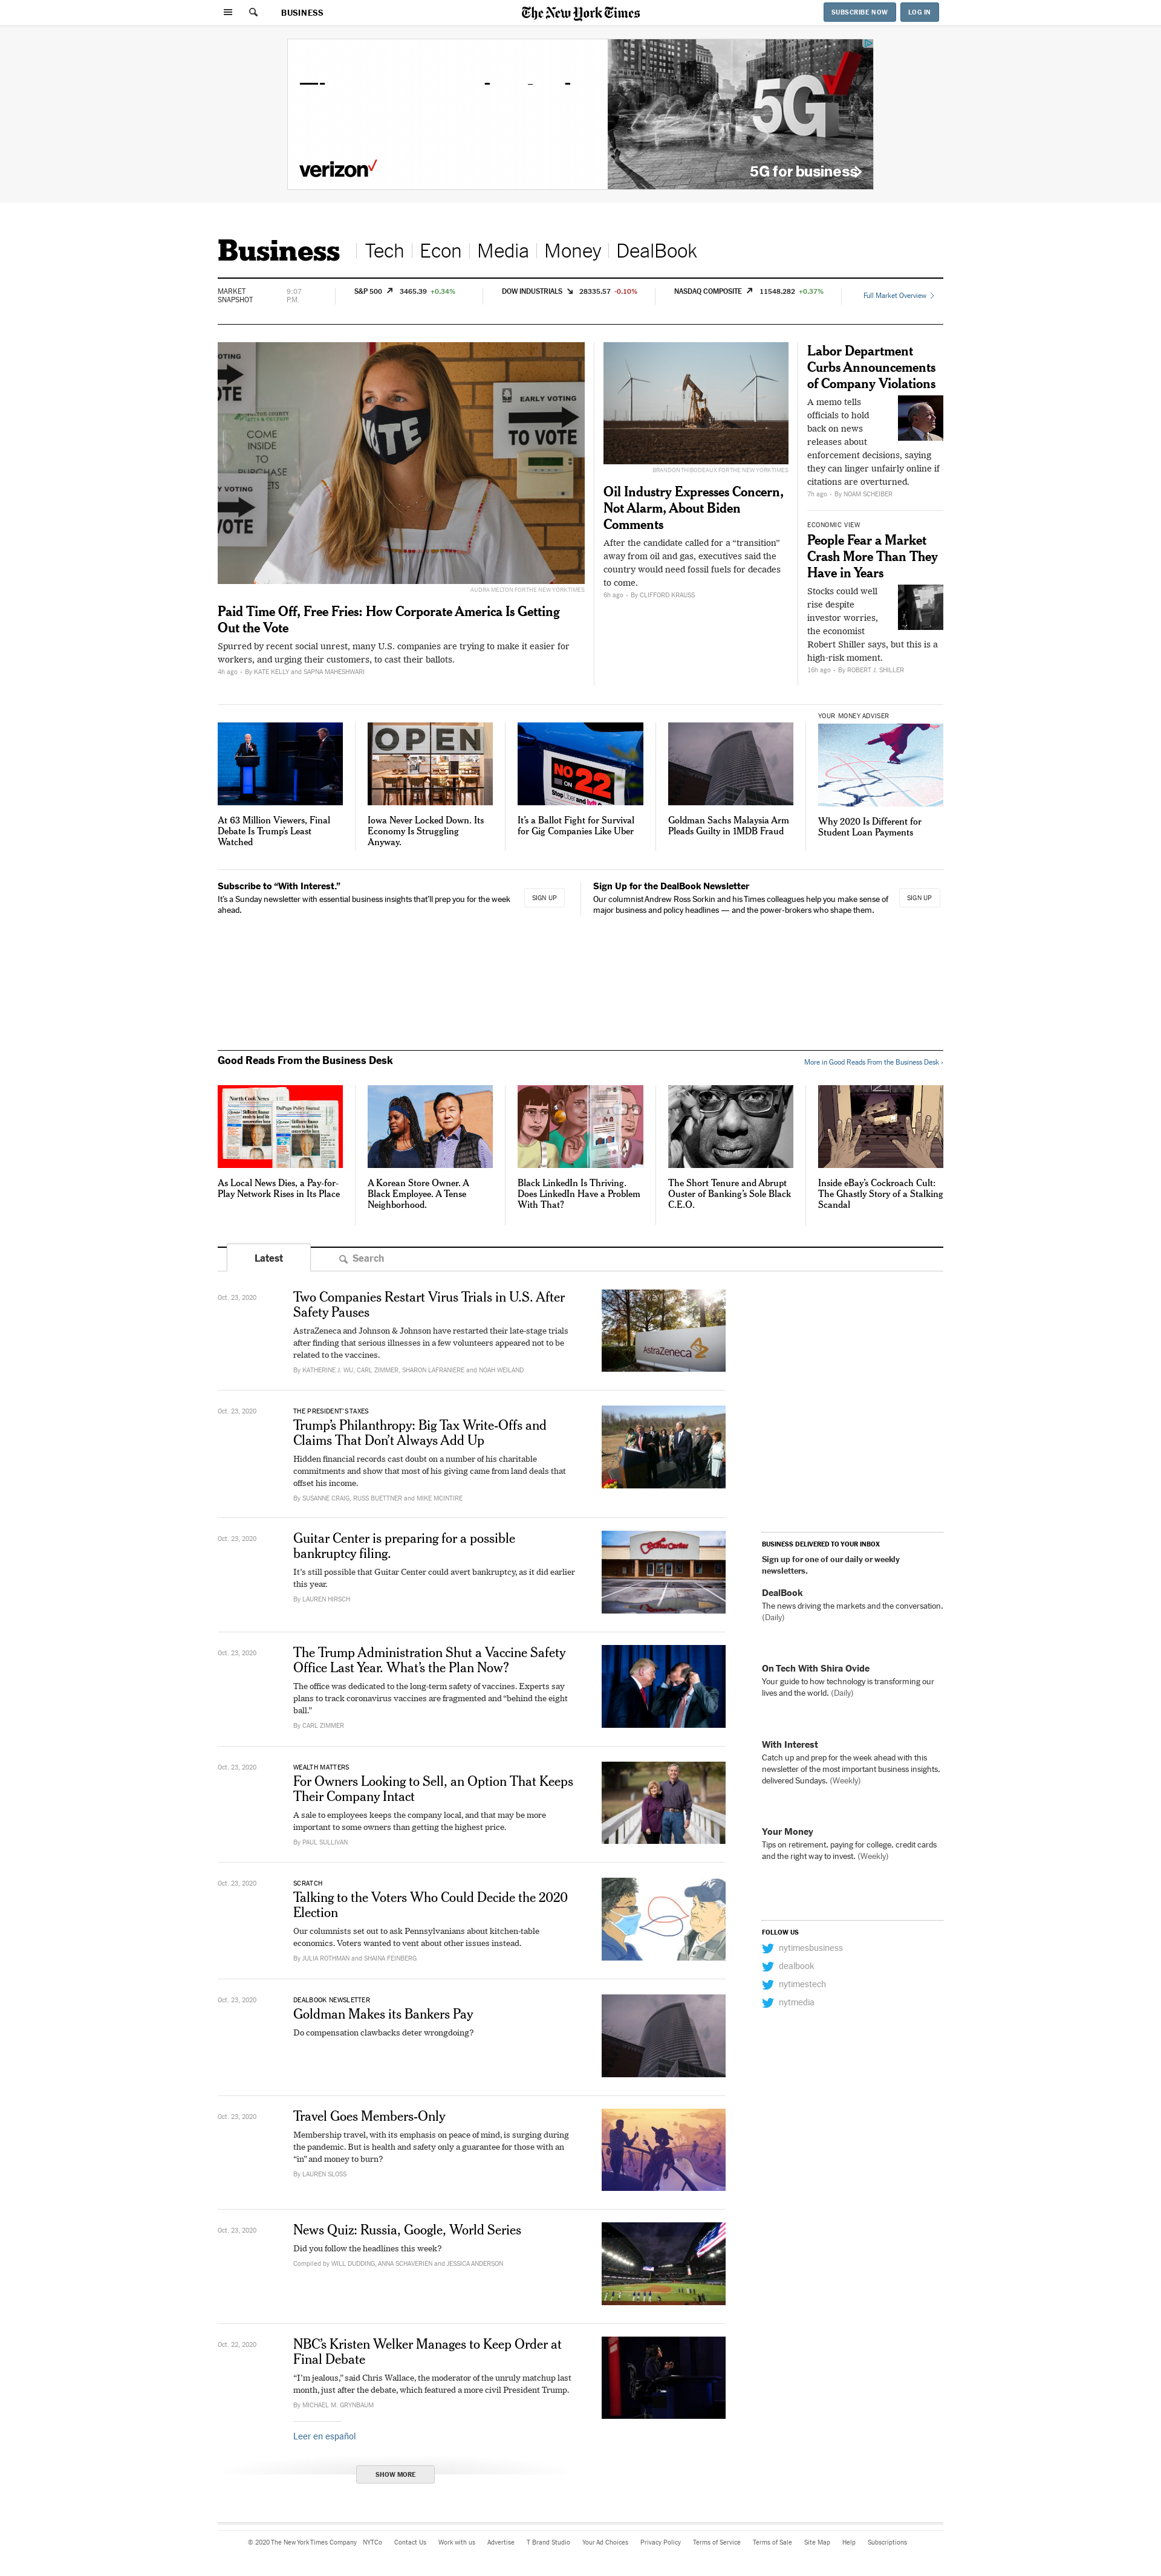 BUSINESS
The New York Times
SUBSCRIBE NOW
LOG IN
5G
verizon
5G for business
Business
Tech
Econ
Media
Money
DealBook
MARKET
SNAPSHOT
9:07
P.M.
S&P 500 3465.39 +0.34%
DOW INDUSTRIALS 28335.57 -0.10%
NASDAQ COMPOSITE 11548.282 +0.37%
Full Market Overview
VOTING
EARLY VOTING
TO VOTE
COME
INSIDE
TO
PURCHASE
VOTE
AUDRA MELTON FOR THE NEW YORK TIMES
Paid Time Off, Free Fries: How Corporate America Is Getting
Out the Vote
Spurred by recent social unrest, many U.S. companies are trying to make it easier for
workers, and urging their customers, to cast their ballots.
4h ago • By KATE KELLY and SAPNA MAHESHWARI
BRANDON THIBODEAUX FOR THE NEW YORK TIMES
Oil Industry Expresses Concern,
Not Alarm, About Biden
Comments
After the candidate called for a “transition”
away from oil and gas, executives said the
country would need fossil fuels for decades
to come.
6h ago • By CLIFFORD KRAUSS
Labor Department
Curbs Announcements
of Company Violations
A memo tells
officials to hold
back on news
releases about
enforcement decisions, saying
they can linger unfairly online if
citations are overturned.
7h ago • By NOAM SCHEIBER
ECONOMIC VIEW
People Fear a Market
Crash More Than They
Have in Years
Stocks could well
rise despite
investor worries,
the economist
Robert Shiller says, but this is a
high-risk moment.
16h ago • By ROBERT J. SHILLER
At 63 Million Viewers, Final
Debate Is Trump’s Least
Watched
OPEN
Iowa Never Locked Down. Its
Economy Is Struggling
Anyway.
NO
ON 22
It’s a Ballot Fight for Survival
for Gig Companies Like Uber
Goldman Sachs Malaysia Arm
Pleads Guilty in 1MDB Fraud
YOUR MONEY ADVISER
Why 2020 Is Different for
Student Loan Payments
Subscribe to “With Interest.”
It’s a Sunday newsletter with essential business insights that’ll prep you for the week
ahead.
SIGN UP
Sign Up for the DealBook Newsletter
Our columnist Andrew Ross Sorkin and his Times colleagues help you make sense of
major business and policy headlines — and the power-brokers who shape them.
SIGN UP
Good Reads From the Business Desk
More in Good Reads From the Business Desk ›
North Cook News
DuPage Policy Journal
As Local News Dies, a Pay-for-
Play Network Rises in Its Place
A Korean Store Owner. A
Black Employee. A Tense
Neighborhood.
Black LinkedIn Is Thriving.
Does LinkedIn Have a Problem
With That?
The Short Tenure and Abrupt
Ouster of Banking’s Sole Black
C.E.O.
Inside eBay’s Cockroach Cult:
The Ghastly Story of a Stalking
Scandal
Latest
Search
Oct. 23, 2020
Two Companies Restart Virus Trials in U.S. After
Safety Pauses
AstraZeneca and Johnson & Johnson have restarted their late-stage trials
after finding that serious illnesses in a few volunteers appeared not to be
related to the vaccines.
By KATHERINE J. WU, CARL ZIMMER, SHARON LAFRANIERE and NOAH WEILAND
AstraZeneca
Oct. 23, 2020
THE PRESIDENT’S TAXES
Trump’s Philanthropy: Big Tax Write-Offs and
Claims That Don’t Always Add Up
Hidden financial records cast doubt on a number of his charitable
commitments and show that most of his giving came from land deals that
offset his income.
By SUSANNE CRAIG, RUSS BUETTNER and MIKE MCINTIRE
Oct. 23, 2020
Guitar Center is preparing for a possible
bankruptcy filing.
It’s still possible that Guitar Center could avert bankruptcy, as it did earlier
this year.
By LAUREN HIRSCH
Guitar Center
Oct. 23, 2020
The Trump Administration Shut a Vaccine Safety
Office Last Year. What’s the Plan Now?
The office was dedicated to the long-term safety of vaccines. Experts say
plans to track coronavirus vaccines are fragmented and “behind the eight
ball.”
By CARL ZIMMER
Oct. 23, 2020
WEALTH MATTERS
For Owners Looking to Sell, an Option That Keeps
Their Company Intact
A sale to employees keeps the company local, and that may be more
important to some owners than getting the highest price.
By PAUL SULLIVAN
Oct. 23, 2020
SCRATCH
Talking to the Voters Who Could Decide the 2020
Election
Our columnists set out to ask Pennsylvanians about kitchen-table
economics. Voters wanted to vent about other issues instead.
By JULIA ROTHMAN and SHAINA FEINBERG
Oct. 23, 2020
DEALBOOK NEWSLETTER
Goldman Makes its Bankers Pay
Do compensation clawbacks deter wrongdoing?
Oct. 23, 2020
Travel Goes Members-Only
Membership travel, with its emphasis on peace of mind, is surging during
the pandemic. But is health and safety only a guarantee for those with an
“in” and money to burn?
By LAUREN SLOSS
Oct. 23, 2020
News Quiz: Russia, Google, World Series
Did you follow the headlines this week?
Compiled by WILL DUDDING, ANNA SCHAVERIEN and JESSICA ANDERSON
Oct. 22, 2020
NBC’s Kristen Welker Manages to Keep Order at
Final Debate
“I’m jealous,” said Chris Wallace, the moderator of the unruly matchup last
month, just after the debate, which featured a more civil President Trump.
By MICHAEL M. GRYNBAUM
Leer en español
SHOW MORE
BUSINESS DELIVERED TO YOUR INBOX
Sign up for one of our daily or weekly
newsletters.
DealBook
The news driving the markets and the conversation.
(Daily)
On Tech With Shira Ovide
Your guide to how technology is transforming our
lives and the world. (Daily)
With Interest
Catch up and prep for the week ahead with this
newsletter of the most important business insights,
delivered Sundays. (Weekly)
Your Money
Tips on retirement, paying for college, credit cards
and the right way to invest. (Weekly)
FOLLOW US
nytimesbusiness
dealbook
nytimestech
nytmedia
© 2020 The New York Times Company NYTCo Contact Us Work with us Advertise T Brand Studio Your Ad Choices Privacy Policy Terms of Service Terms of Sale Site Map Help Subscriptions